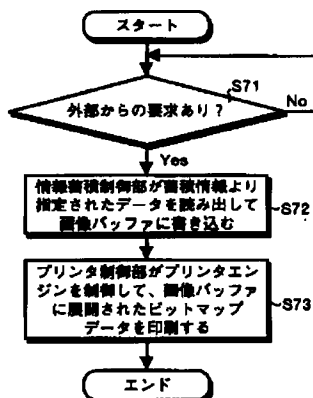 スタート
S71
外部からの要求あり?
No
Yes
情報蓄積制御部が蓄積情報より
指定されたデータを読み出して
画像バッファに書き込む
S72
プリンタ制御部がプリンタエン
ジンを制御して、画像バッファ
に展開されたビットマップ
データを印刷する
S73
エンド